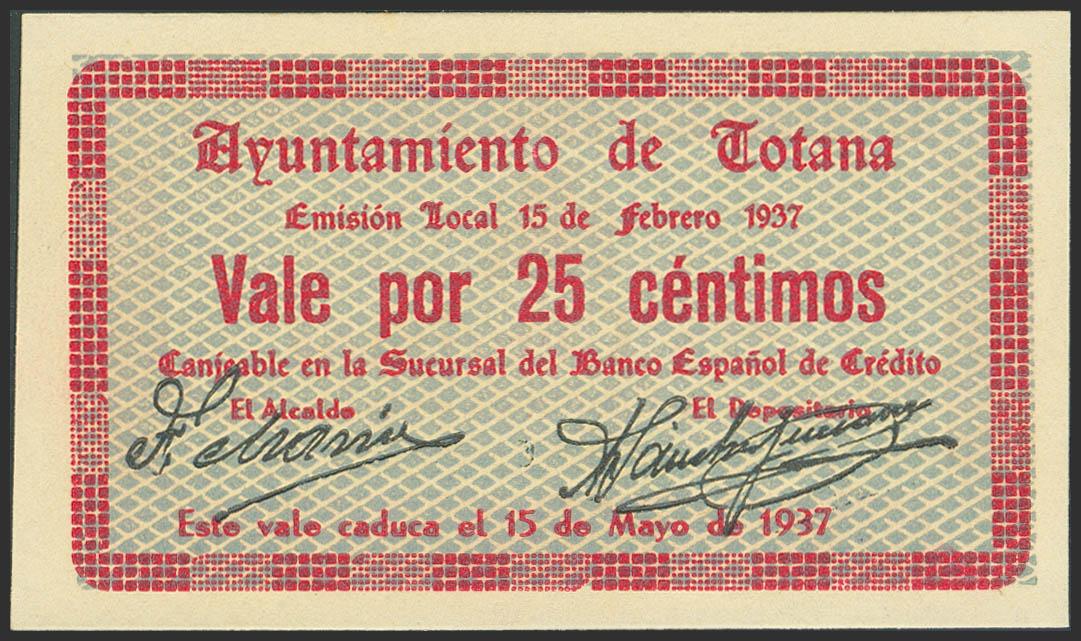 Ayuntamiento de Totana
Emisión Local 15 de Febrero 1937
Vale por 25 céntimos
Canjeable en la Sucursal del Banco Español de Crédito
El Alcalde El Depositario
Este vale caduca el 15 de Mayo de 1937